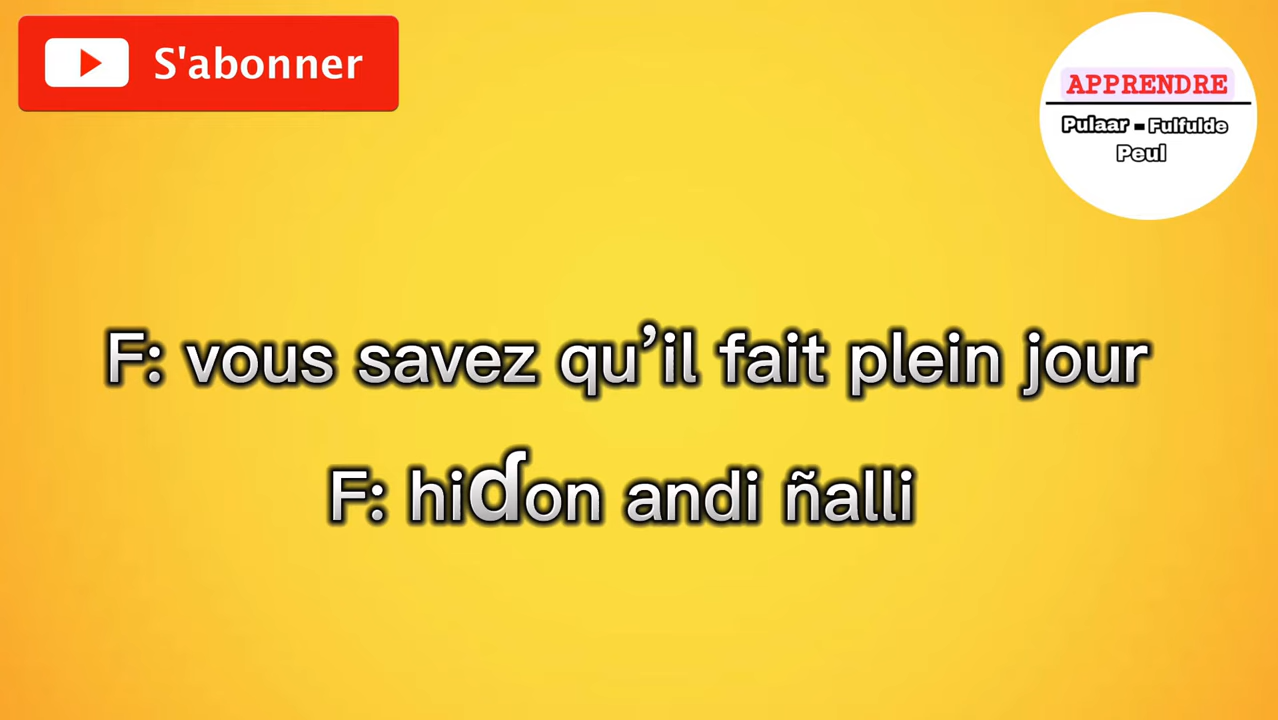 S'abonner
APPRENDRE
Pulaar - Fulfulde
Peul
F: vous savez qu’il fait plein jour
F: hiɗon andi ñalli